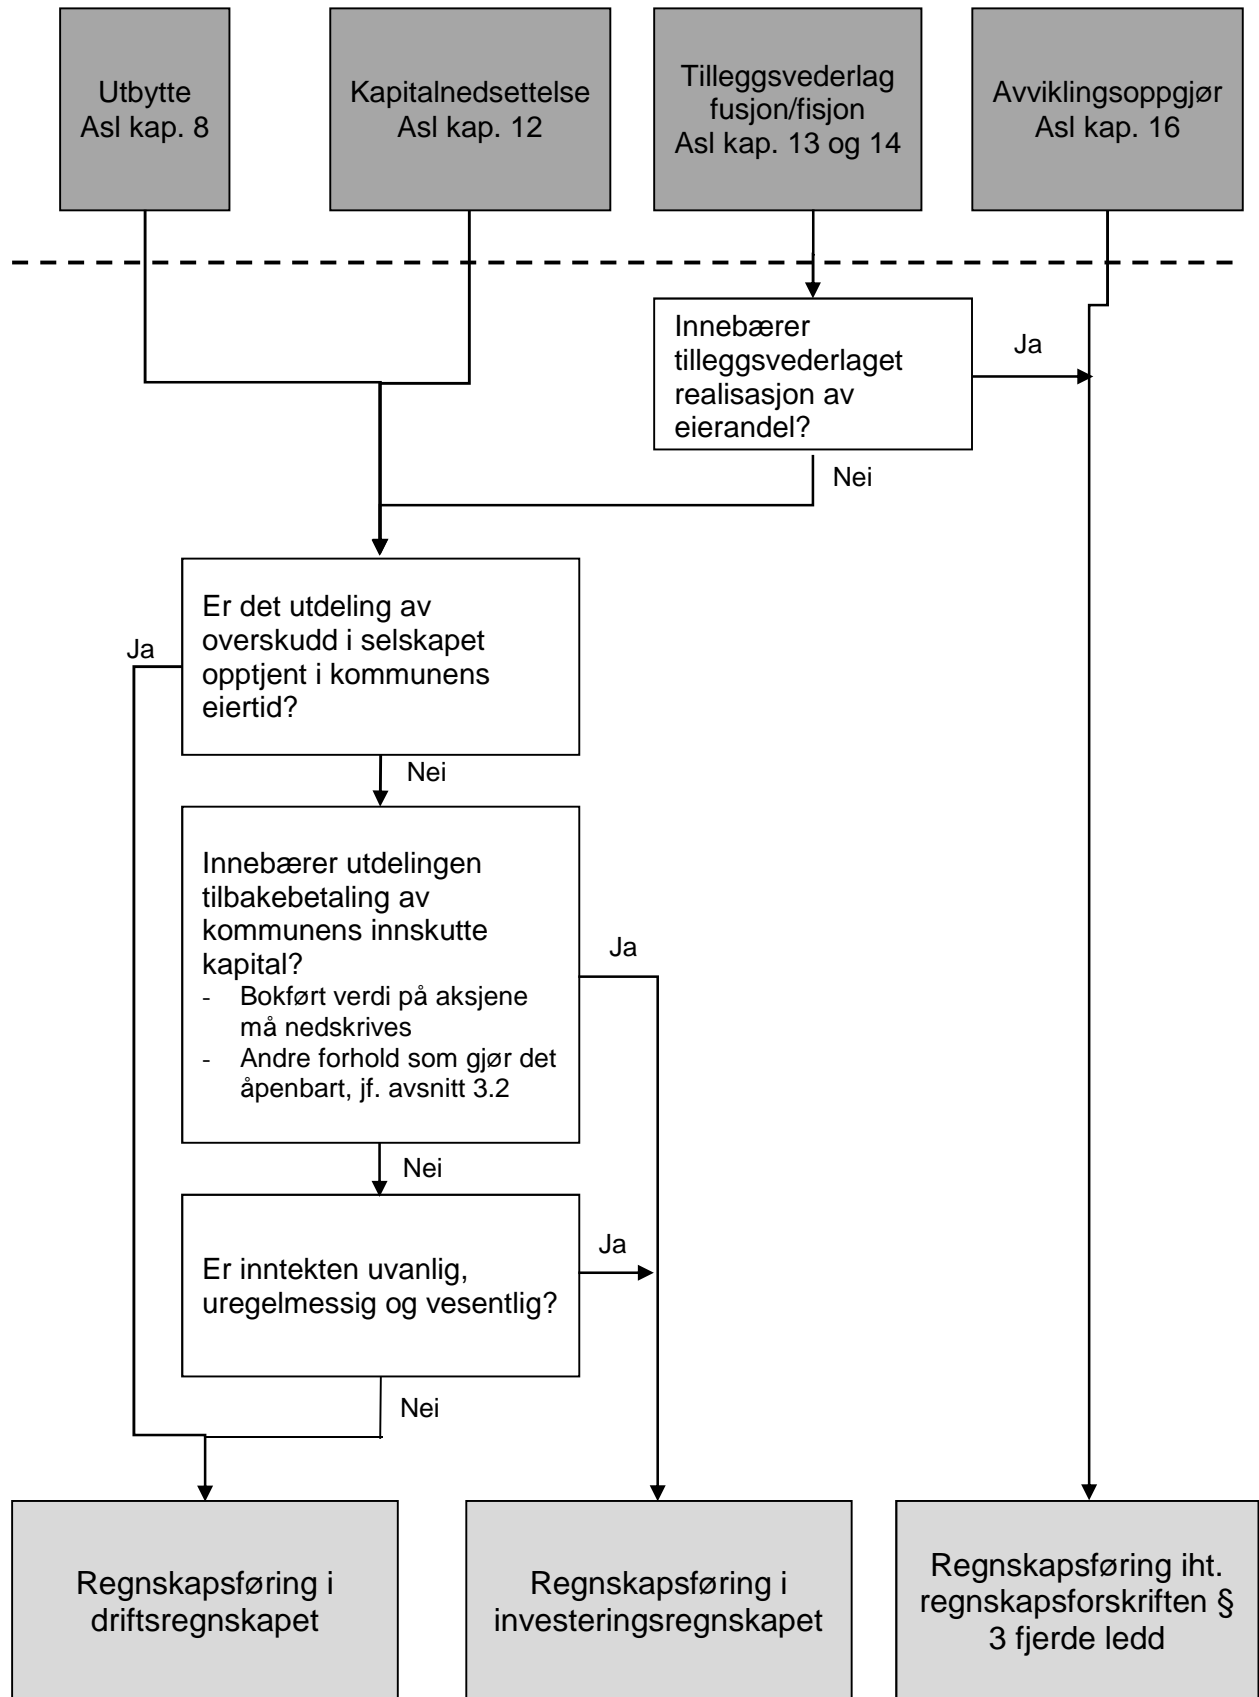 Utbytte
Asl kap. 8
Kapitalnedsettelse
Asl kap. 12
Tilleggsvederlag
fusjon/fisjon
Asl kap. 13 og 14
Avviklingsoppgjør
Asl kap. 16
Innebærer
tilleggsvederlaget
realisasjon av
eierandel?
Ja
Nei
Er det utdeling av
overskudd i selskapet
opptjent i kommunens
eiertid?
Ja
Nei
Innebærer utdelingen
tilbakebetaling av
kommunens innskutte
kapital?
- Bokført verdi på aksjene
må nedskrives
- Andre forhold som gjør det
åpenbart, jf. avsnitt 3.2
Ja
Nei
Er inntekten uvanlig,
uregelmessig og vesentlig?
Ja
Nei
Regnskapsføring i
driftsregnskapet
Regnskapsføring i
investeringsregnskapet
Regnskapsføring iht.
regnskapsforskriften §
3 fjerde ledd